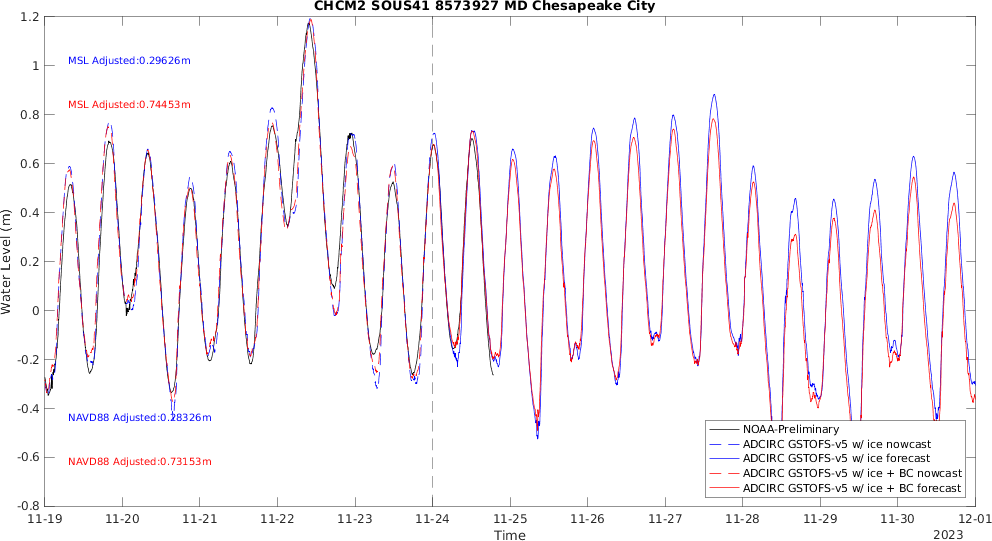 CHCM2 SOUS41 8573927 MD Chesapeake City
1.2
1
0.8
0.6
0.4
0.2
0
-0.2
-0.4
-0.6
-0.8
Water Level (m)
MSL Adjusted:0.29626m
MSL Adjusted:0.74453m
NAVD88 Adjusted:0.28326m
NAVD88 Adjusted:0.73153m
NOAA-Preliminary
ADCIRC GSTOFS-v5 w/ ice nowcast
ADCIRC GSTOFS-v5 w/ ice forecast
ADCIRC GSTOFS-v5 w/ ice + BC nowcast
ADCIRC GSTOFS-v5 w/ ice + BC forecast
11-19 11-20 11-21 11-22 11-23 11-24 11-25 11-26 11-27 11-28 11-29 11-30 12-01
Time
2023